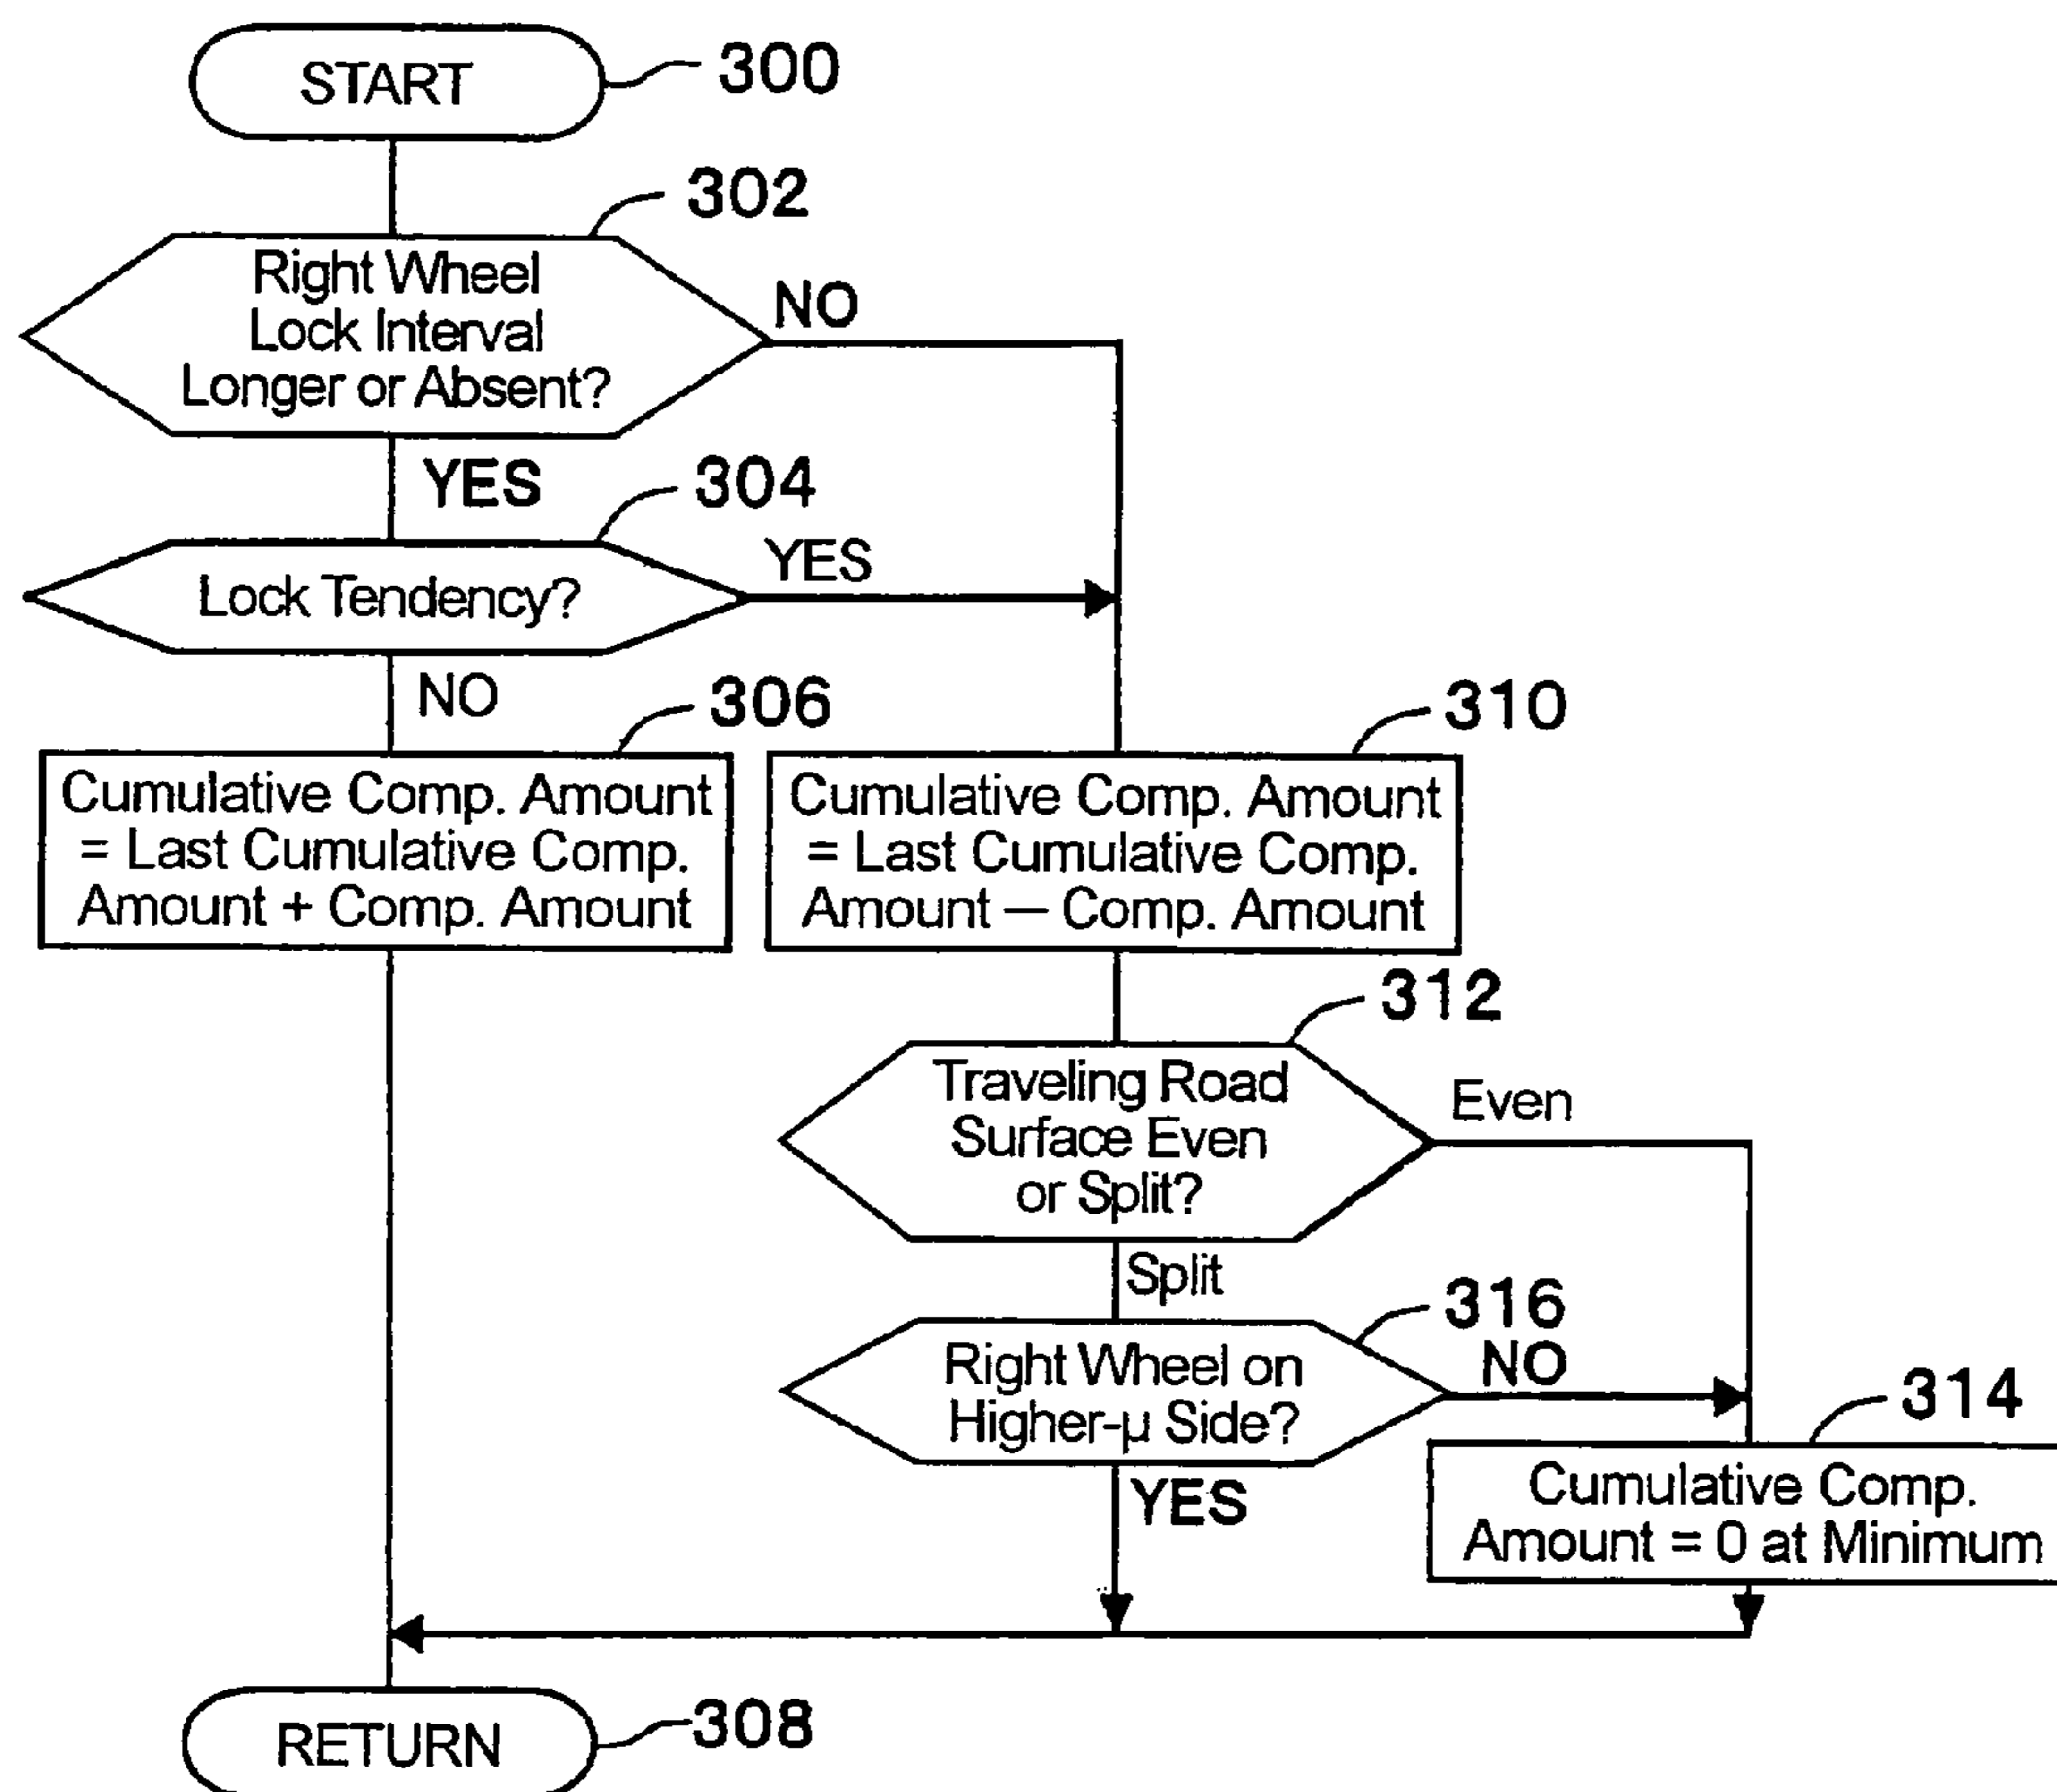 START
300
302
Right Wheel
Lock Interval
Longer or Absent?
NO
YES
304
Lock Tendency?
YES
NO
306
Cumulative Comp. Amount
= Last Cumulative Comp.
Amount + Comp. Amount
310
Cumulative Comp. Amount
= Last Cumulative Comp.
Amount — Comp. Amount
312
Traveling Road
Surface Even
or Split?
Even
Split
316
Right Wheel on
Higher-μ Side?
NO
YES
314
Cumulative Comp.
Amount = 0 at Minimum
RETURN
308